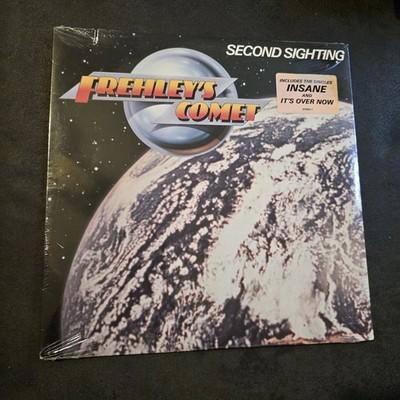 SECOND SIGHTING
FREHLEY'S
COMET
INCLUDES THE SINGLES
INSANE
AND
IT'S OVER NOW